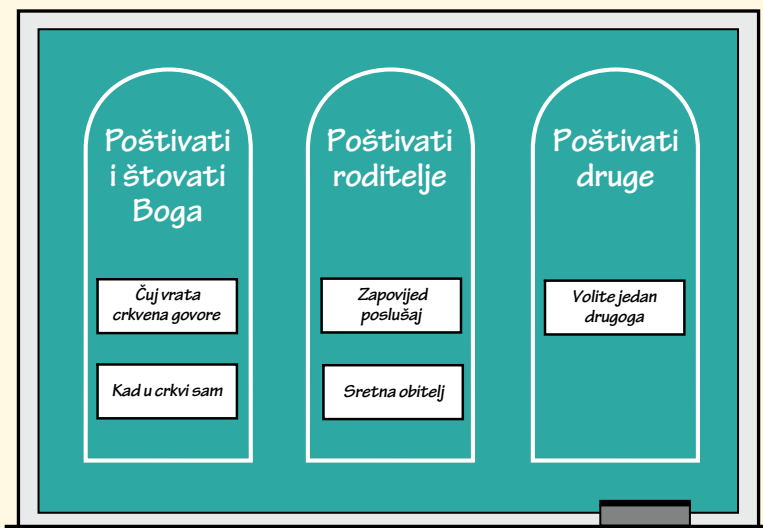 Poštivati
i štovati
Boga
Čuj vrata
crkvena govore
Kad u crkvi sam
Poštivati
roditelje
Zapovijed
poslušaj
Sretna obitelj
Poštivati
druge
Volite jedan
drugoga